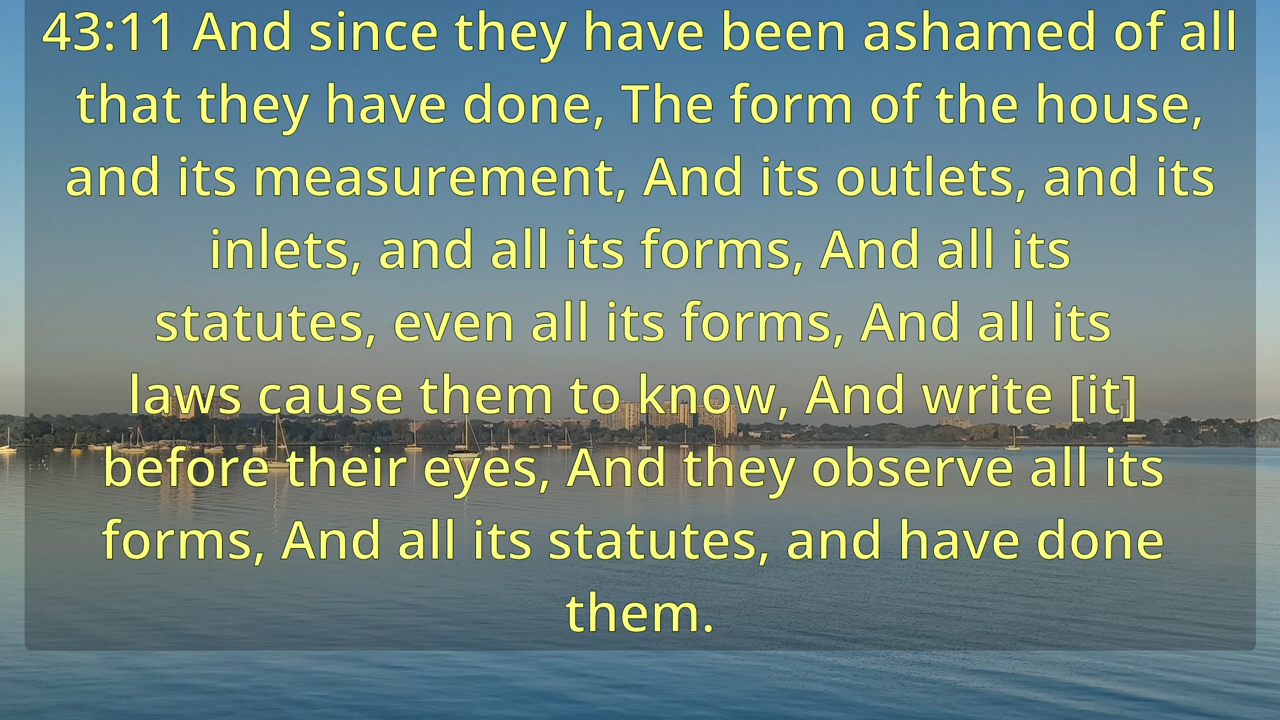 43:11 And since they have been ashamed of all
that they have done, The form of the house,
and its measurement, And its outlets, and its
inlets, and all its forms, And all its
statutes, even all its forms, And all its
laws cause them to know, And write [it]
before their eyes, And they observe all its
forms, And all its statutes, and have done
them.